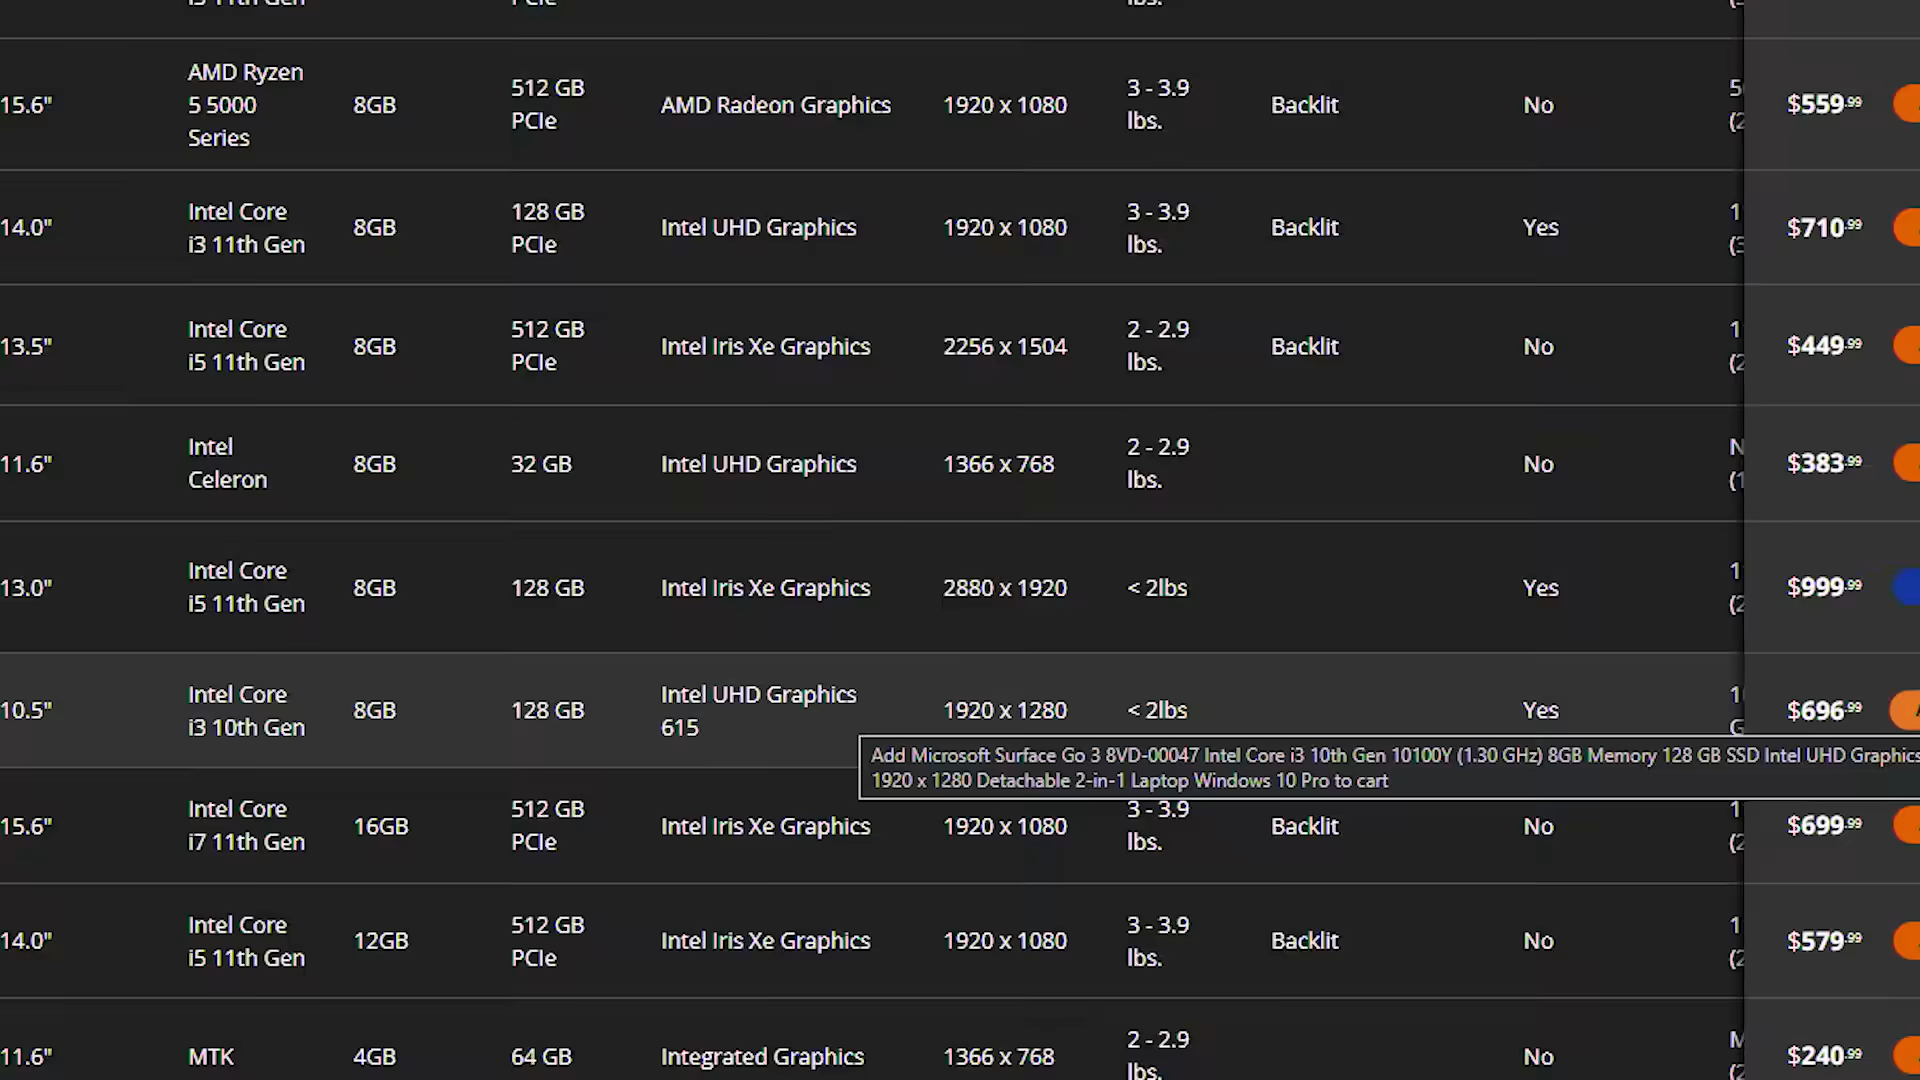 15.6"
AMD Ryzen
5 5000
Series
8GB
512 GB
PCIe
AMD Radeon Graphics
1920 x 1080
3 - 3.9
lbs.
Backlit
No
$559.99
14.0"
Intel Core
i3 11th Gen
8GB
128 GB
PCIe
Intel UHD Graphics
1920 x 1080
3 - 3.9
lbs.
Backlit
Yes
$710.99
13.5"
Intel Core
i5 11th Gen
8GB
512 GB
PCIe
Intel Iris Xe Graphics
2256 x 1504
2 - 2.9
lbs.
Backlit
No
$449.99
11.6"
Intel
Celeron
8GB
32 GB
Intel UHD Graphics
1366 x 768
2 - 2.9
lbs.
No
$383.99
13.0"
Intel Core
i5 11th Gen
8GB
128 GB
Intel Iris Xe Graphics
2880 x 1920
< 2lbs
Yes
$999.99
10.5"
Intel Core
i3 10th Gen
8GB
128 GB
Intel UHD Graphics
615
1920 x 1280
< 2lbs
Yes
$696.99
Add Microsoft Surface Go 3 8VD-00047 Intel Core i3 10th Gen 10100Y (1.30 GHz) 8GB Memory 128 GB SSD Intel UHD Graphics
1920 x 1280 Detachable 2-in-1 Laptop Windows 10 Pro to cart
15.6"
Intel Core
i7 11th Gen
16GB
512 GB
PCIe
Intel Iris Xe Graphics
1920 x 1080
3 - 3.9
lbs.
Backlit
No
$699.99
14.0"
Intel Core
i5 11th Gen
12GB
512 GB
PCIe
Intel Iris Xe Graphics
1920 x 1080
3 - 3.9
lbs.
Backlit
No
$579.99
11.6"
MTK
4GB
64 GB
Integrated Graphics
1366 x 768
2 - 2.9
lbs.
No
$240.99